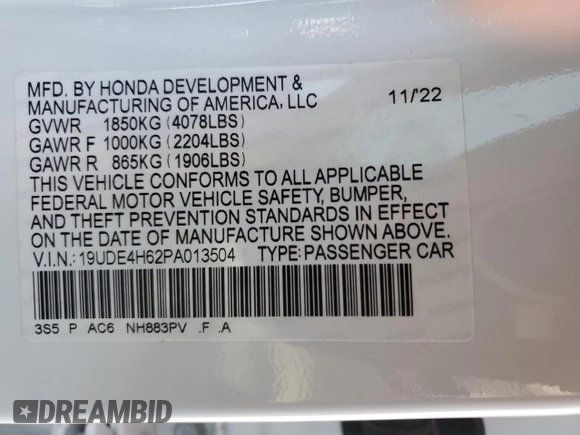 MFD. BY HONDA DEVELOPMENT &
MANUFACTURING OF AMERICA, LLC 11/'22
GVWR 1850KG (4078LBS)
GAWR F 1000KG (2204LBS)
GAWR R 865KG (1906LBS)
THIS VEHICLE CONFORMS TO ALL APPLICABLE
FEDERAL MOTOR VEHICLE SAFETY, BUMPER,
AND THEFT PREVENTION STANDARDS IN EFFECT
ON THE DATE OF MANUFACTURE SHOWN ABOVE.
V.I.N.: 19UDE4H62PA013504 TYPE: PASSENGER CAR
3S5 P AC6 NH883PV .F .A
DREAMBID